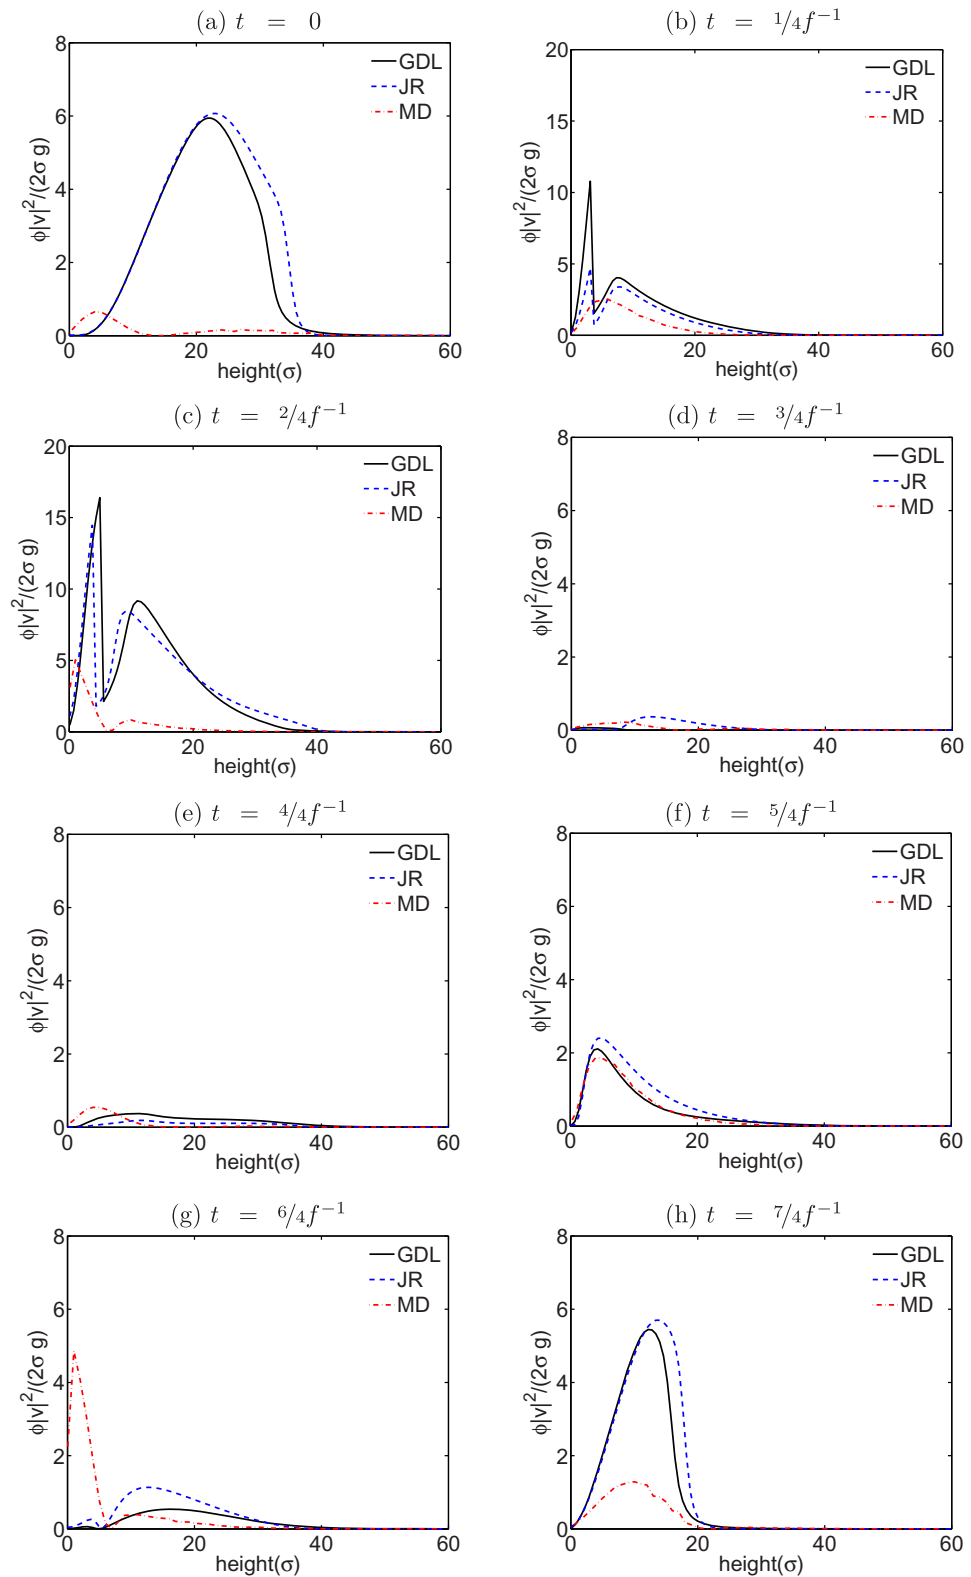 (a) t = 0
8
6
4
2
0
0 20 40 60
ϕ|v|²/(2σ g)
height(σ)
GDL
JR
MD
(b) t = 1/4f⁻¹
20
15
10
5
0
0 20 40 60
ϕ|v|²/(2σ g)
height(σ)
GDL
JR
MD
(c) t = 2/4f⁻¹
20
15
10
5
0
0 20 40 60
ϕ|v|²/(2σ g)
height(σ)
GDL
JR
MD
(d) t = 3/4f⁻¹
8
6
4
2
0
0 20 40 60
ϕ|v|²/(2σ g)
height(σ)
GDL
JR
MD
(e) t = 4/4f⁻¹
8
6
4
2
0
0 20 40 60
ϕ|v|²/(2σ g)
height(σ)
GDL
JR
MD
(f) t = 5/4f⁻¹
8
6
4
2
0
0 20 40 60
ϕ|v|²/(2σ g)
height(σ)
GDL
JR
MD
(g) t = 6/4f⁻¹
8
6
4
2
0
0 20 40 60
ϕ|v|²/(2σ g)
height(σ)
GDL
JR
MD
(h) t = 7/4f⁻¹
8
6
4
2
0
0 20 40 60
ϕ|v|²/(2σ g)
height(σ)
GDL
JR
MD